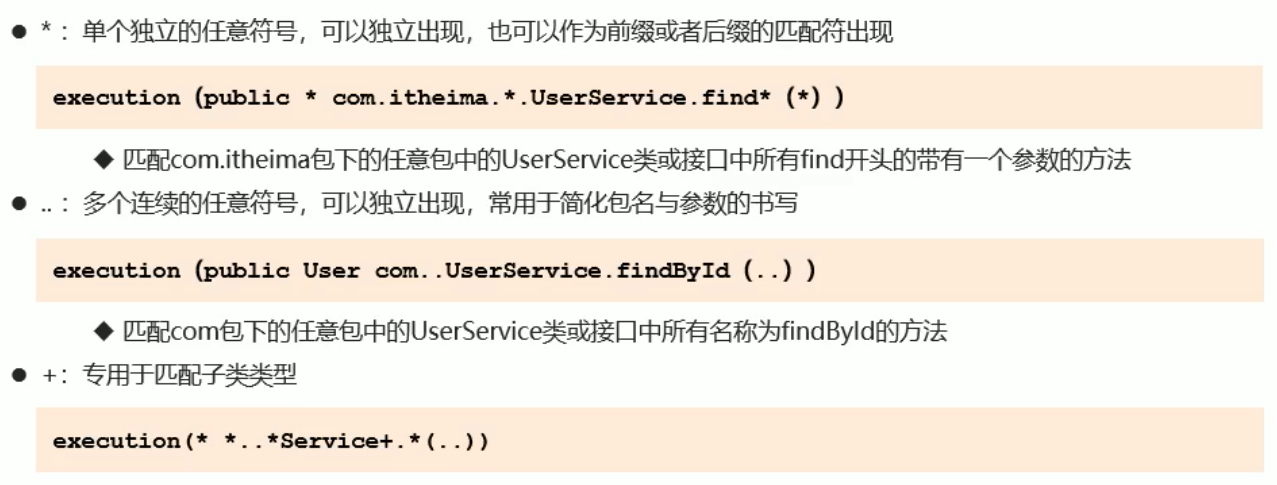 ● * : 单个独立的任意符号，可以独立出现，也可以作为前缀或者后缀的匹配符出现
execution (public * com.itheima.*.UserService.find* (*) )
◆ 匹配com.itheima包下的任意包中的UserService类或接口中所有find开头的带有一个参数的方法
● .. : 多个连续的任意符号，可以独立出现，常用于简化包名与参数的书写
execution (public User com..UserService.findById (..) )
◆ 匹配com包下的任意包中的UserService类或接口中所有名称为findById的方法
● +: 专用于匹配子类类型
execution(* *..*Service+.*(..))